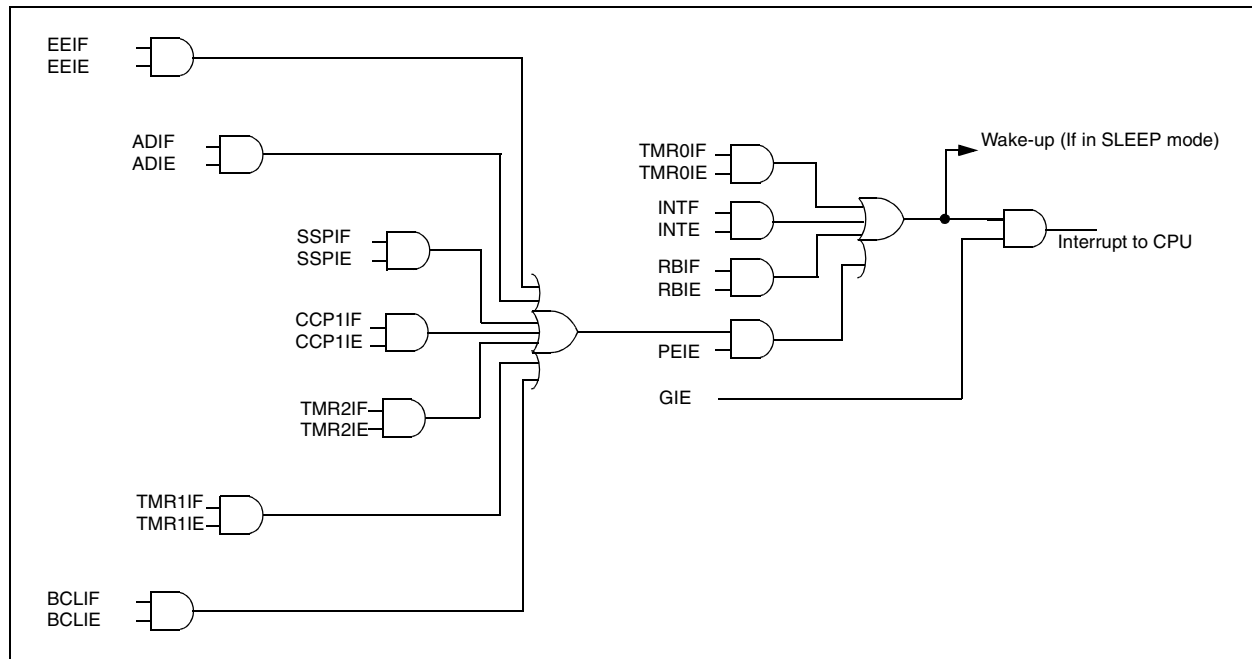 EEIF
EEIE
ADIF
ADIE
SSPIF
SSPIE
CCP1IF
CCP1IE
TMR2IF
TMR2IE
TMR1IF
TMR1IE
BCLIF
BCLIE
TMR0IF
TMR0IE
INTF
INTE
RBIF
RBIE
PEIE
GIE
Wake-up (If in SLEEP mode)
Interrupt to CPU